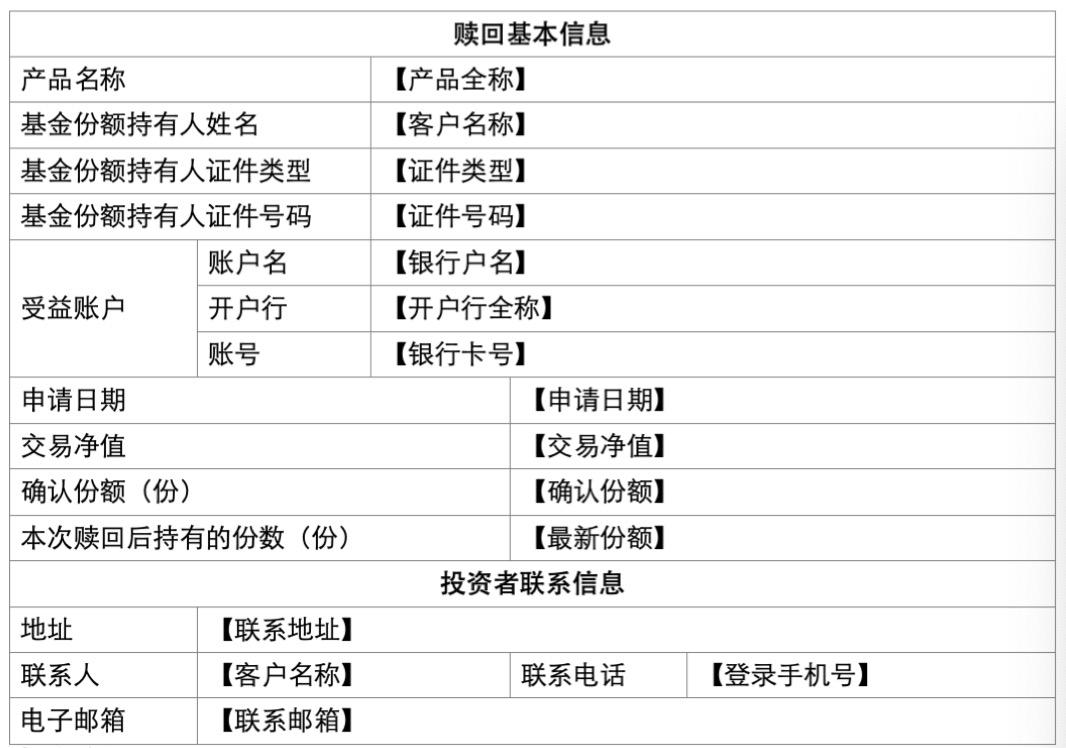 赎回基本信息
产品名称 【产品全称】
基金份额持有人姓名 【客户名称】
基金份额持有人证件类型 【证件类型】
基金份额持有人证件号码 【证件号码】
受益账户
账户名 【银行户名】
开户行 【开户行全称】
账号 【银行卡号】
申请日期 【申请日期】
交易净值 【交易净值】
确认份额（份） 【确认份额】
本次赎回后持有的份数（份） 【最新份额】
投资者联系信息
地址 【联系地址】
联系人 【客户名称】 联系电话 【登录手机号】
电子邮箱 【联系邮箱】